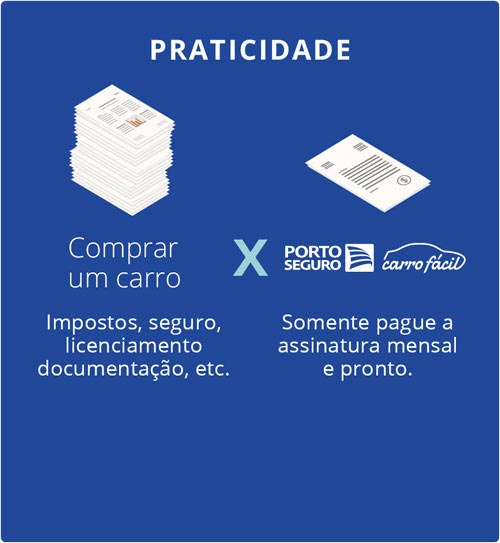 PRATICIDADE
Comprar
um carro
X
PORTO
SEGURO
carro fácil
Impostos, seguro,
licenciamento
documentação, etc.
Somente pague a
assinatura mensal
e pronto.